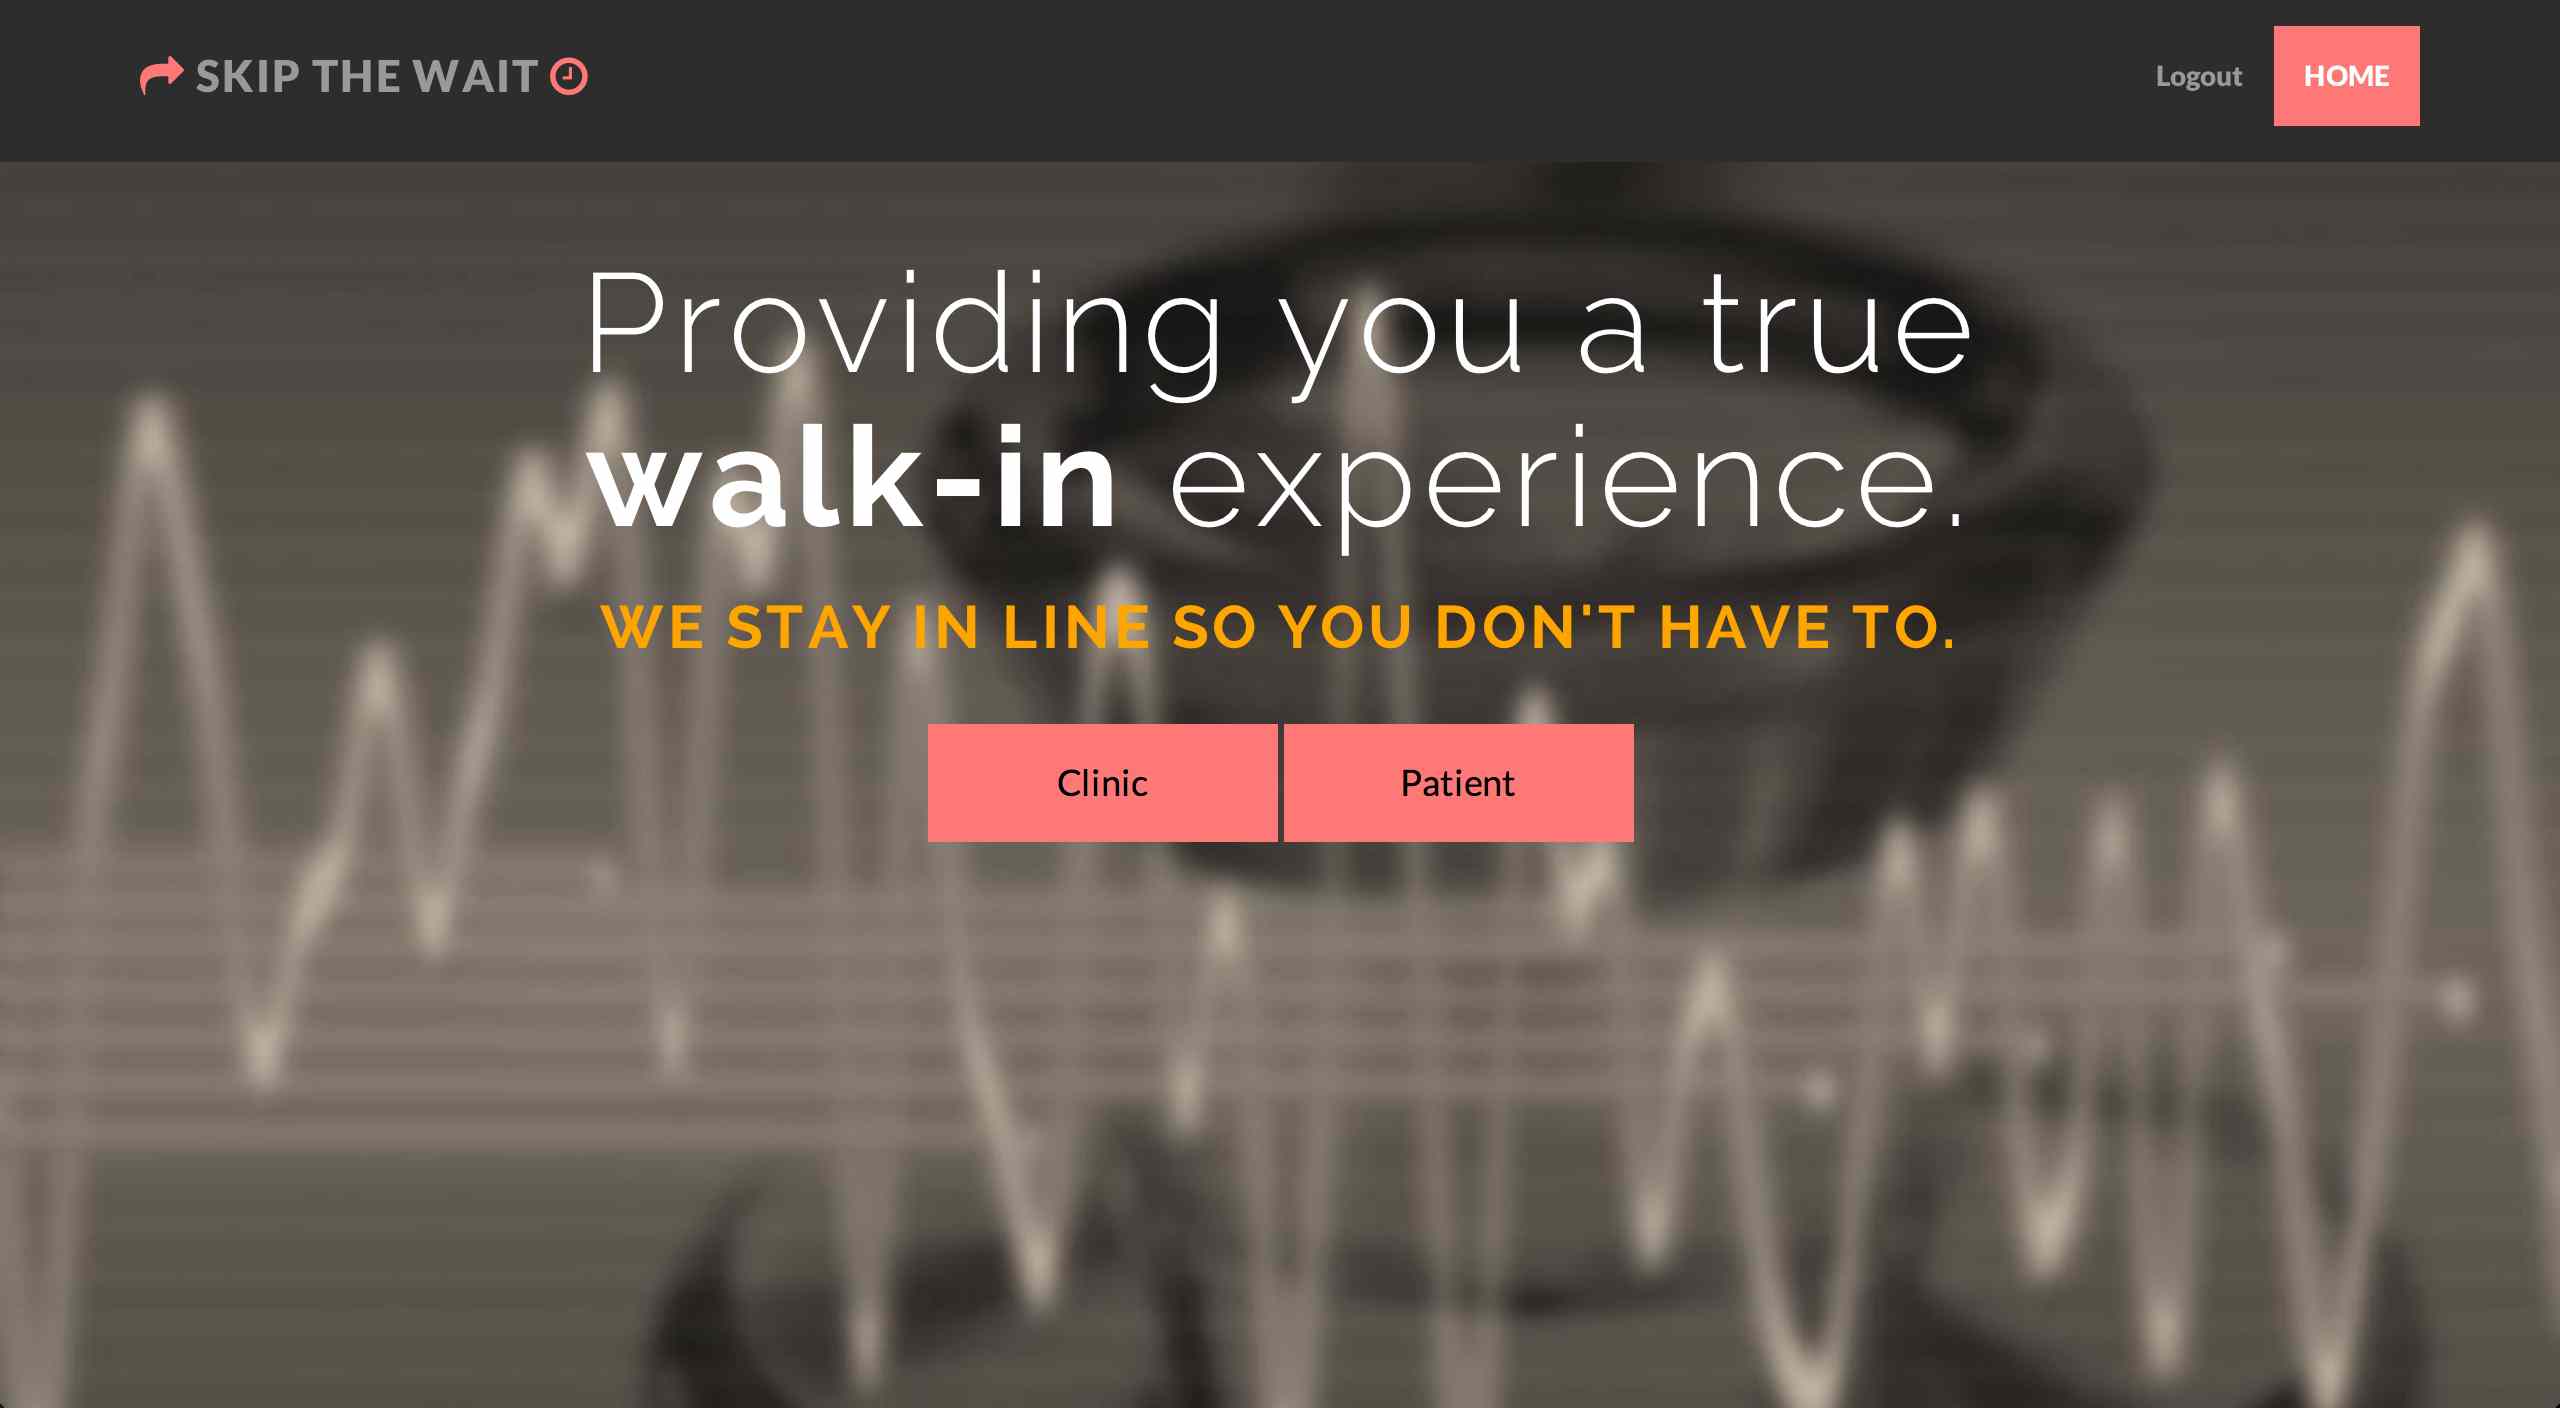 SKIP THE WAIT
Logout
HOME
Providing you a true
walk-in experience.
WE STAY IN LINE SO YOU DON'T HAVE TO.
Clinic
Patient